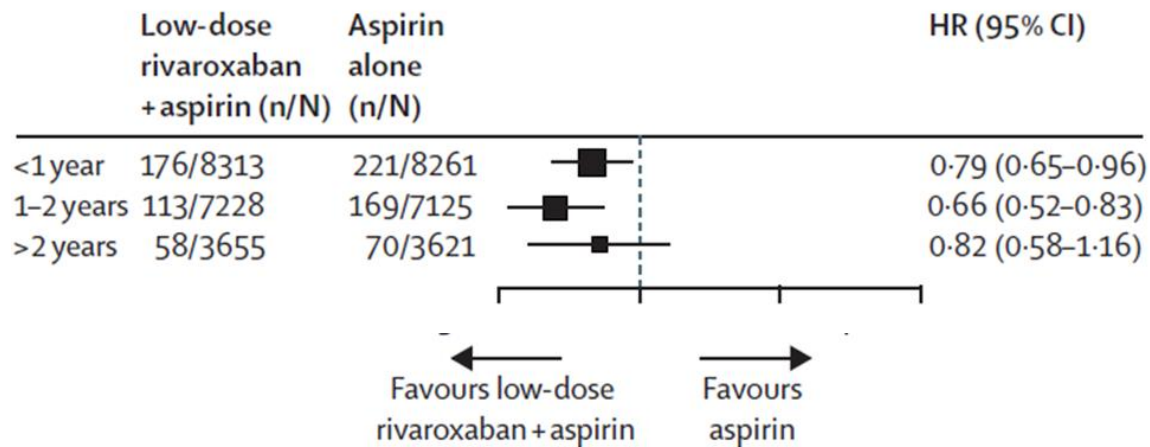 Low-dose rivaroxaban +aspirin (n/N) Aspirin alone (n/N) HR (95% CI)
<1 year 176/8313 221/8261 0·79 (0·65–0·96)
1–2 years 113/7228 169/7125 0·66 (0·52–0·83)
>2 years 58/3655 70/3621 0·82 (0·58–1·16)
Favours low-dose Favours
rivaroxaban+aspirin aspirin